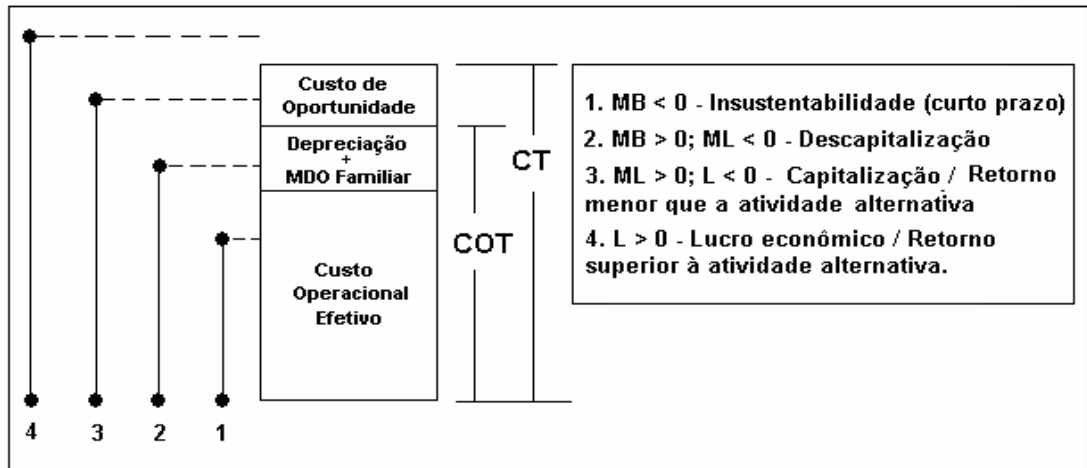 Custo de
Oportunidade
Depreciação
+
MDO Familiar
Custo
Operacional
Efetivo
COT
CT
4
3
2
1
1. MB < 0 - Insustentabilidade (curto prazo)
2. MB > 0; ML < 0 - Descapitalização
3. ML > 0; L < 0 - Capitalização / Retorno
menor que a atividade alternativa
4. L > 0 - Lucro econômico / Retorno
superior à atividade alternativa.